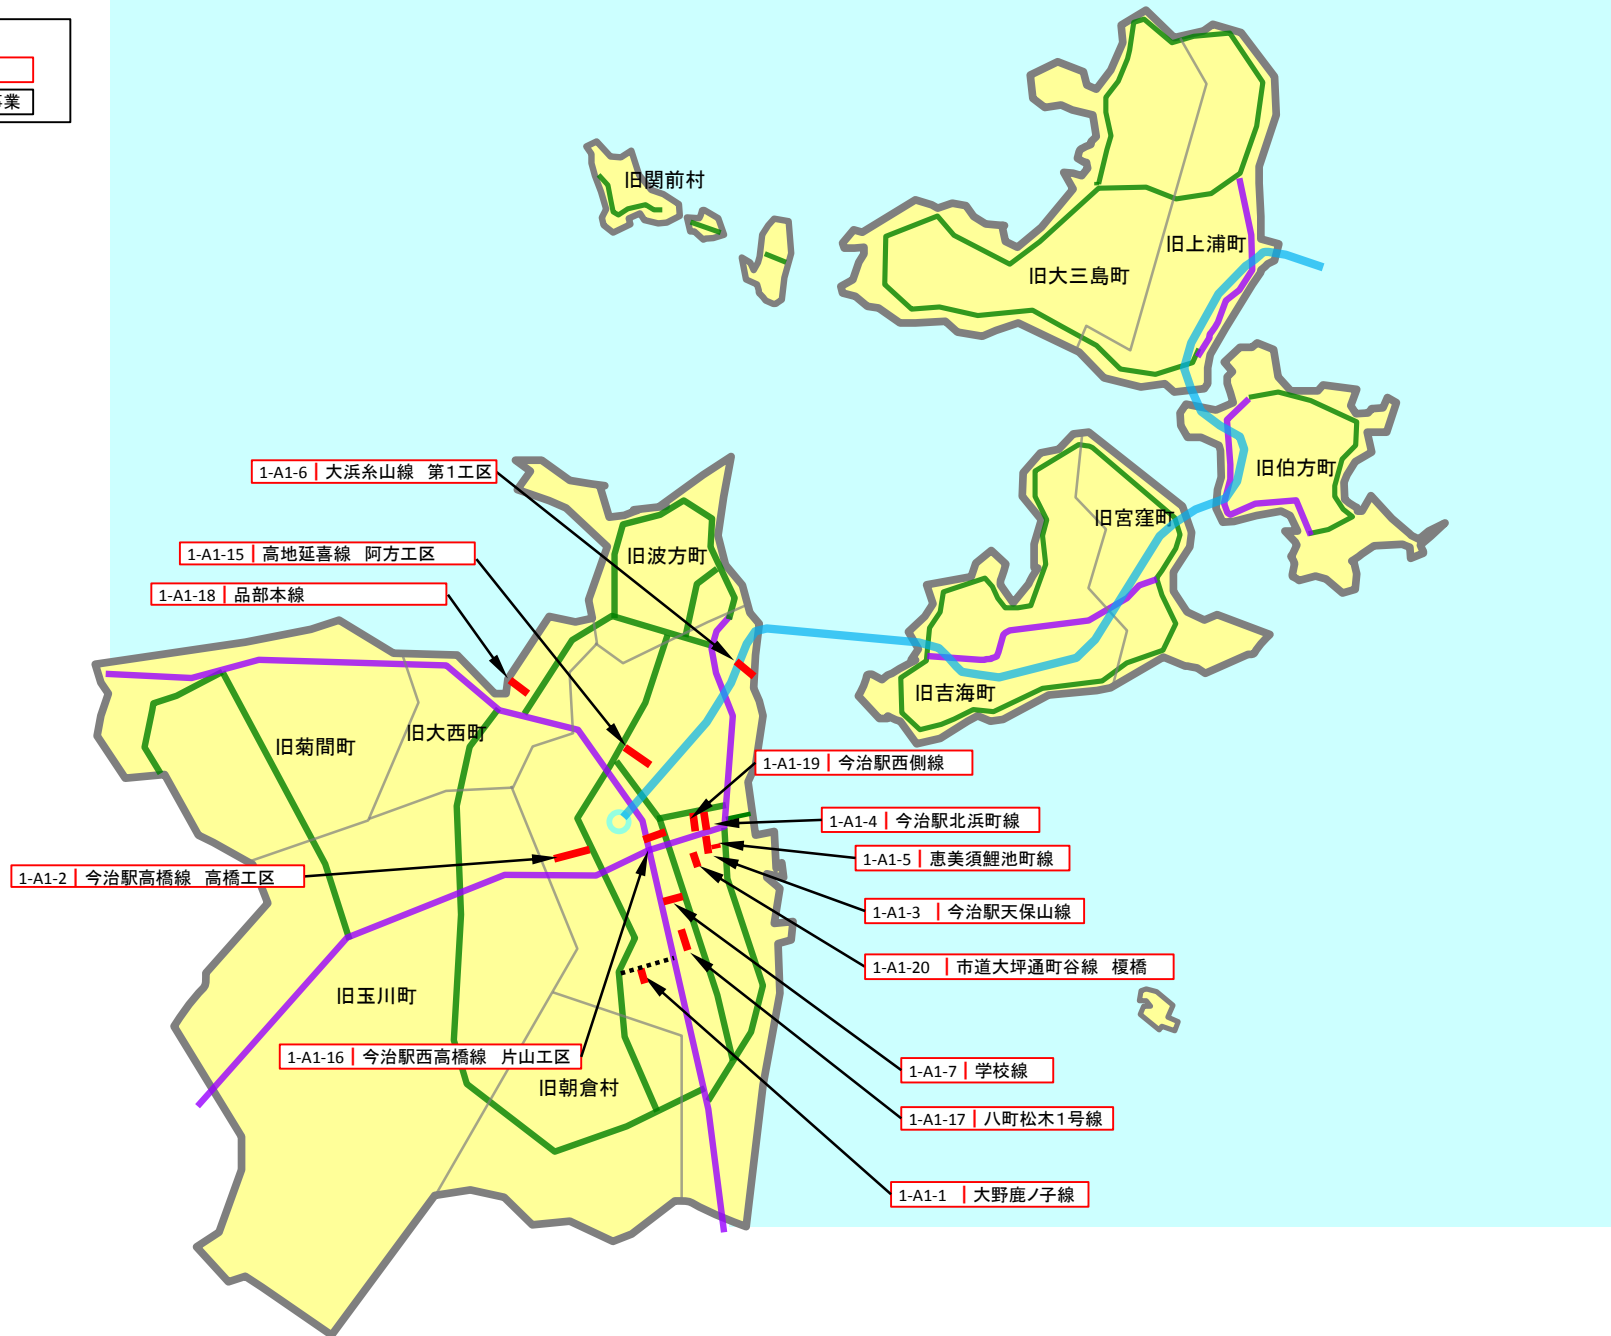 業
旧関前村
旧上浦町
旧大三島町
旧伯方町
1-A1-6 大浜糸山線 第1工区
旧宮窪町
1-A1-15 高地延喜線 阿方工区
旧波方町
1-A1-18 品部本線
旧吉海町
旧大西町
旧菊間町
1-A1-19 今治駅西側線
1-A1-4 今治駅北浜町線
1-A1-5 恵美須鯉池町線
1-A1-2 今治駅高橋線 高橋工区
1-A1-3 今治駅天保山線
1-A1-20 市道大坪通町谷線 榎橋
旧玉川町
1-A1-16 今治駅西高橋線 片山工区
1-A1-7 学校線
旧朝倉村
1-A1-17 八町松木1号線
1-A1-1 大野鹿ノ子線